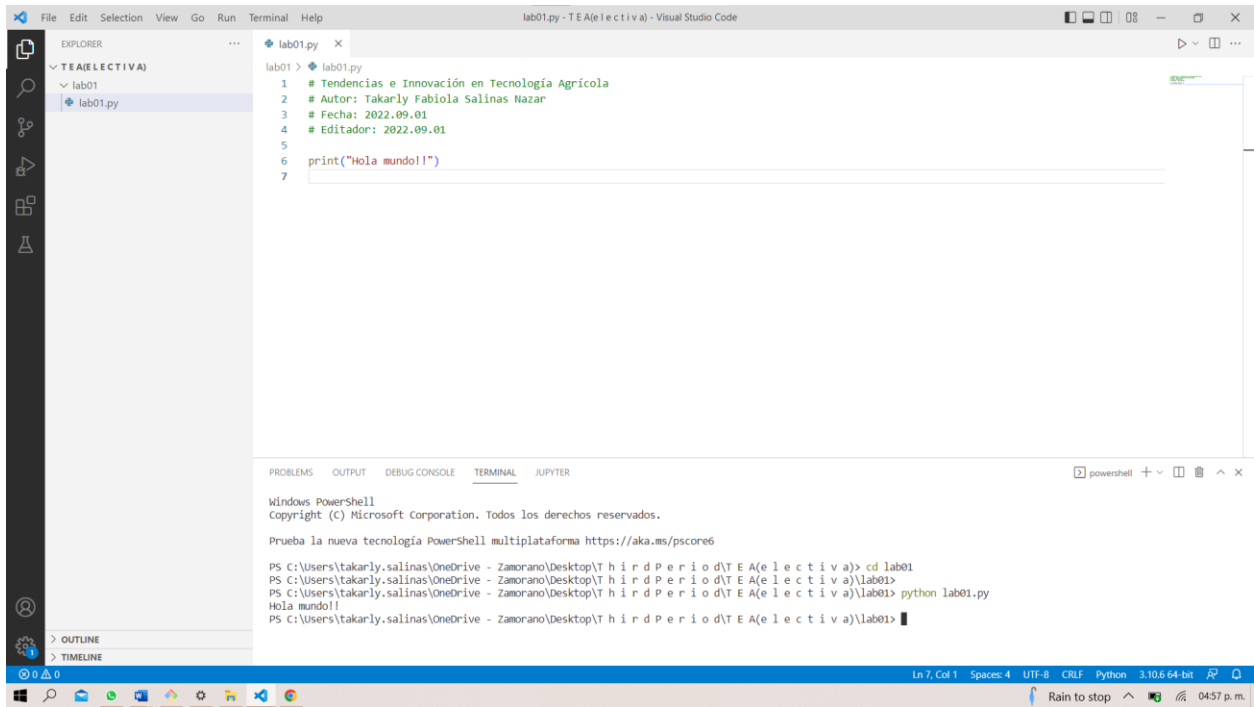 File Edit Selection View Go Run Terminal Help
lab01.py - T E A(e l e c t i v a) - Visual Studio Code
EXPLORER
T E A(E L E C T I V A)
lab01
lab01.py
OUTLINE
TIMELINE
lab01.py
lab01 > lab01.py
1 # Tendencias e Innovación en Tecnología Agrícola
2 # Autor: Takarly Fabiola Salinas Nazar
3 # Fecha: 2022.09.01
4 # Editador: 2022.09.01
5
6 print("Hola mundo!!")
7
PROBLEMS OUTPUT DEBUG CONSOLE TERMINAL JUPYTER
powershell
Windows PowerShell
Copyright (C) Microsoft Corporation. Todos los derechos reservados.
Prueba la nueva tecnología PowerShell multiplataforma https://aka.ms/pscore6
PS C:\Users\takarly.salinas\OneDrive - Zamorano\Desktop\T h i r d P e r i o d\T E A(e l e c t i v a)> cd lab01
PS C:\Users\takarly.salinas\OneDrive - Zamorano\Desktop\T h i r d P e r i o d\T E A(e l e c t i v a)\lab01>
PS C:\Users\takarly.salinas\OneDrive - Zamorano\Desktop\T h i r d P e r i o d\T E A(e l e c t i v a)\lab01> python lab01.py
Hola mundo!!
PS C:\Users\takarly.salinas\OneDrive - Zamorano\Desktop\T h i r d P e r i o d\T E A(e l e c t i v a)\lab01>
1
0 0
Ln 7, Col 1 Spaces: 4 UTF-8 CRLF Python 3.10.6 64-bit
Rain to stop 04:57 p. m.